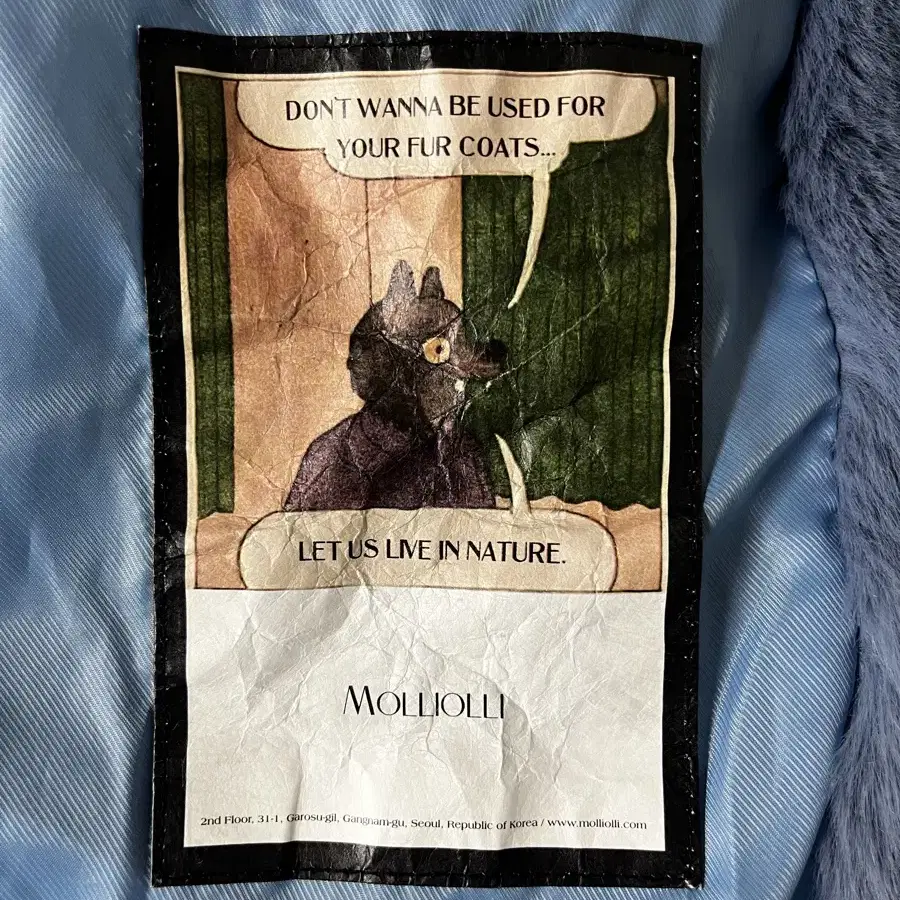 DON'T WANNA BE USED FOR
YOUR FUR COATS...
LET US LIVE IN NATURE.
MOLLIOLLI
2nd Floor, 31-1, Garosu-gil, Gangnam-gu, Seoul, Republic of Korea / www.molliolli.com